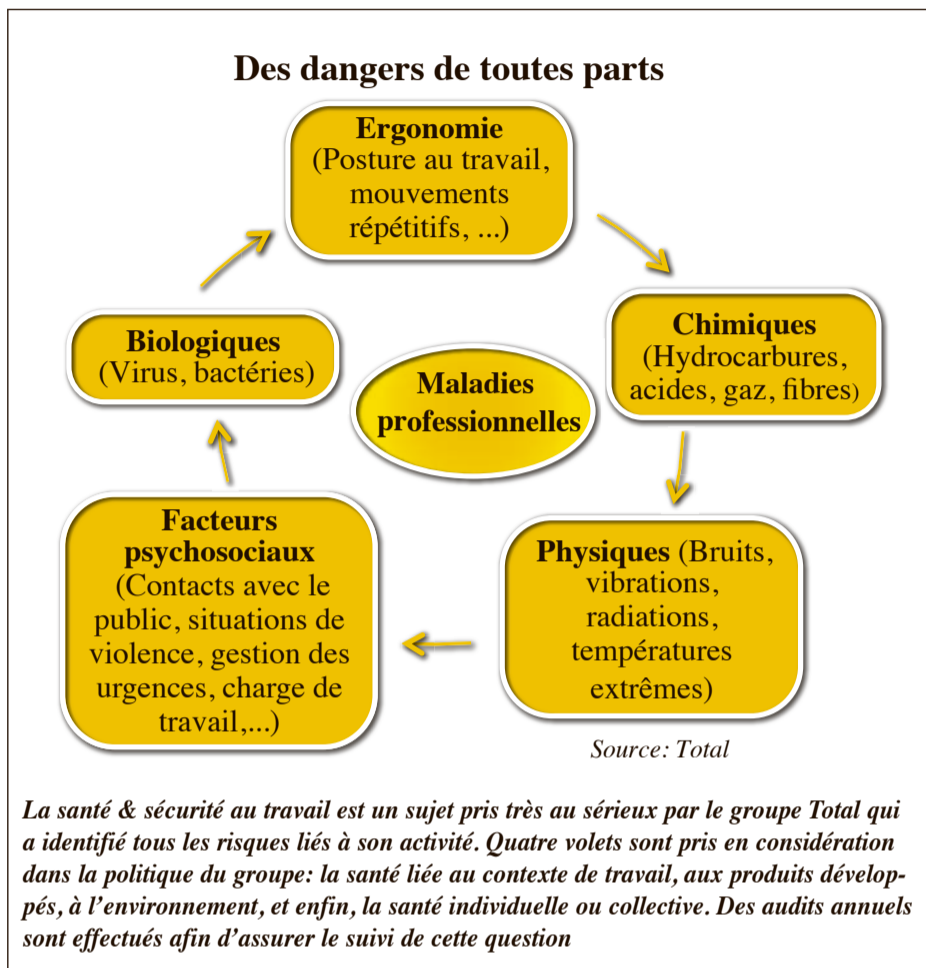 Des dangers de toutes parts
Ergonomie
(Posture au travail,
mouvements
répétitifs, ...)
Chimiques
(Hydrocarbures,
acides, gaz, fibres)
Physiques (Bruits,
vibrations,
radiations,
températures
extrêmes)
Facteurs
psychosociaux
(Contacts avec le
public, situations de
violence, gestion des
urgences, charge de
travail,...)
Biologiques
(Virus, bactéries)
Maladies
professionnelles
Source: Total
La santé & sécurité au travail est un sujet pris très au sérieux par le groupe Total qui
a identifié tous les risques liés à son activité. Quatre volets sont pris en considération
dans la politique du groupe: la santé liée au contexte de travail, aux produits dévelop-
pés, à l'environnement, et enfin, la santé individuelle ou collective. Des audits annuels
sont effectués afin d'assurer le suivi de cette question